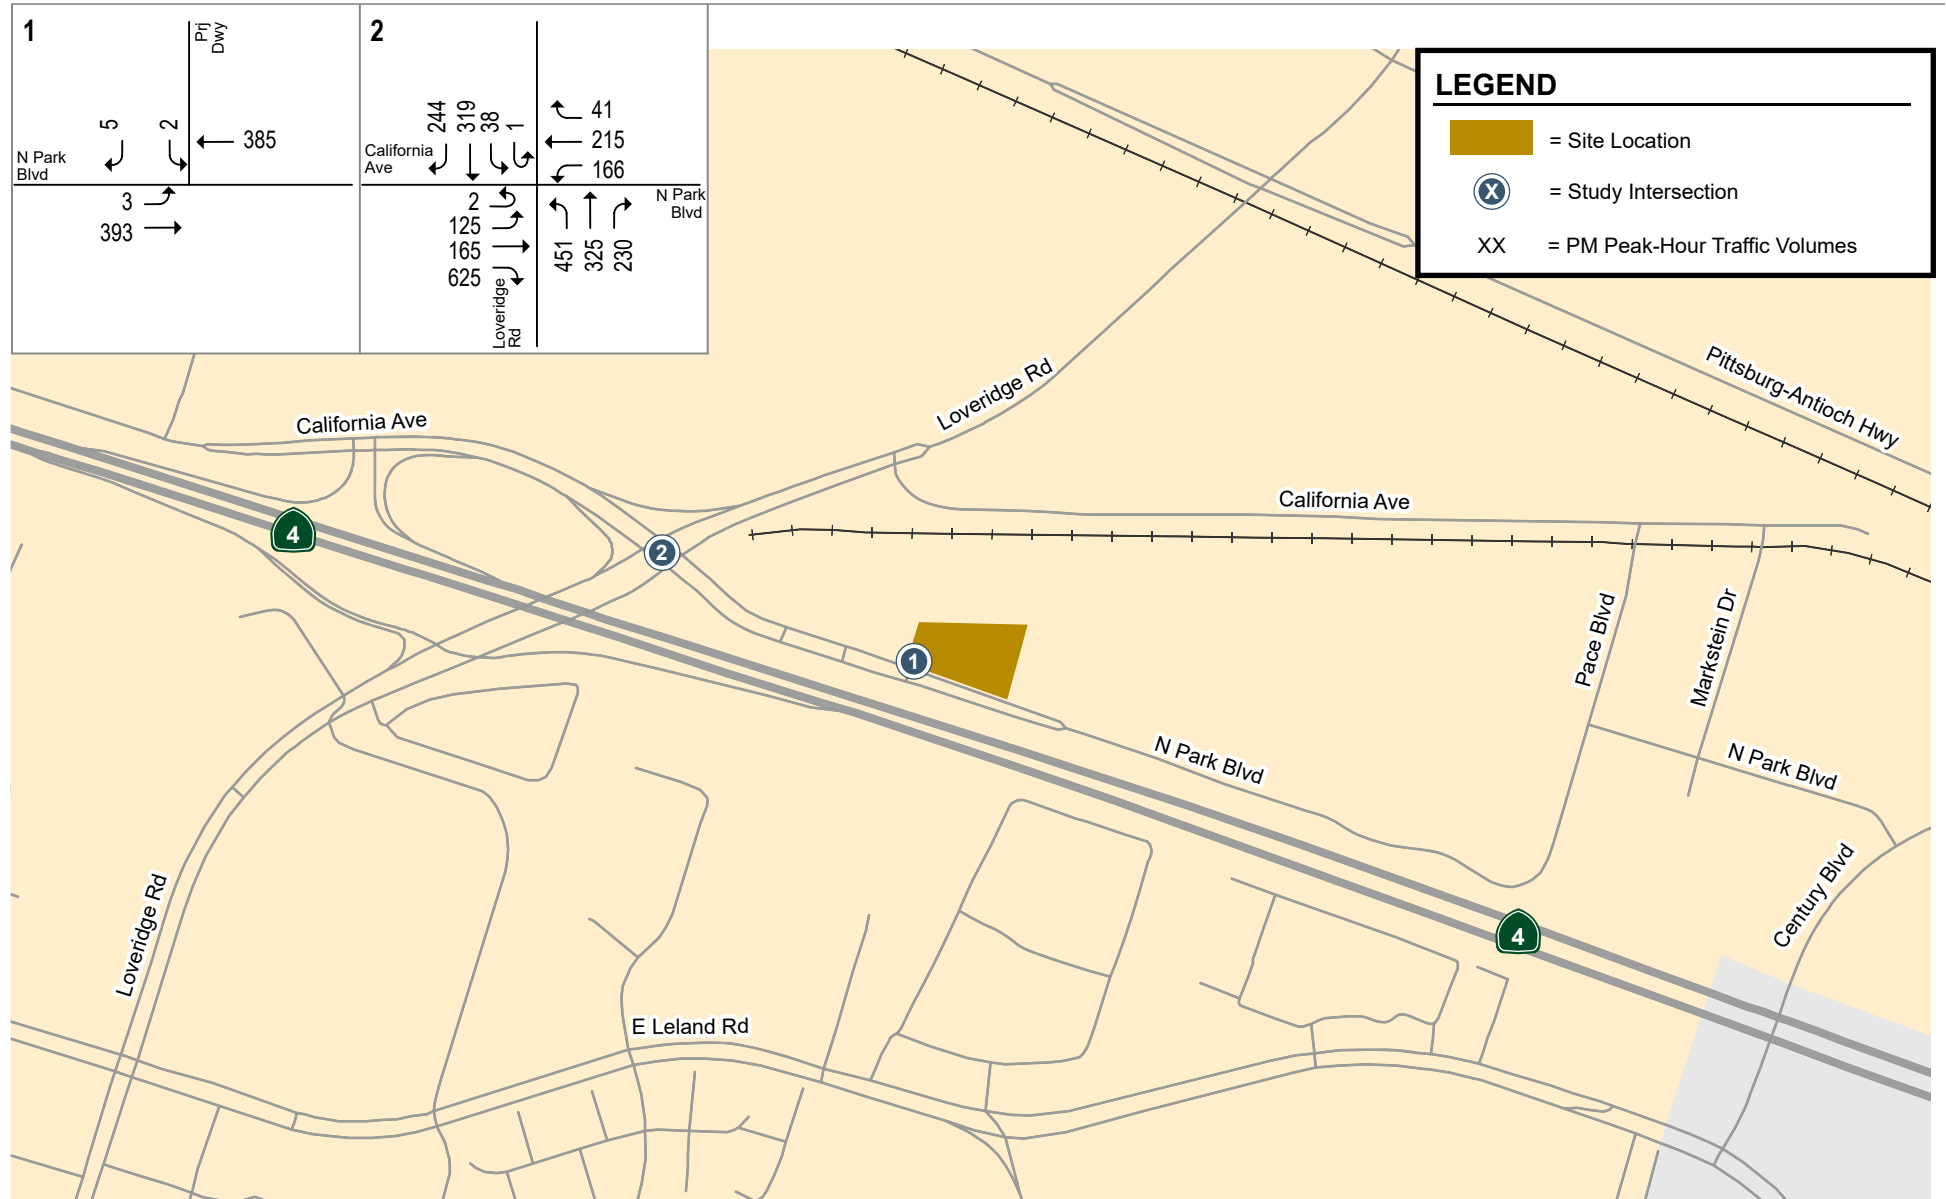 1
Prj
Dwy
5
2
385
N Park
Blvd
3
393
2
244
319
38
1
41
215
166
California
Ave
N Park
Blvd
2
125
165
625
451
325
230
Loveridge
Rd
LEGEND
= Site Location
X = Study Intersection
XX = PM Peak-Hour Traffic Volumes
Pittsburg-Antioch Hwy
Loveridge Rd
California Ave
California Ave
4
2
1
Pace Blvd
Markstein Dr
N Park Blvd
N Park Blvd
Century Blvd
4
Loveridge Rd
E Leland Rd